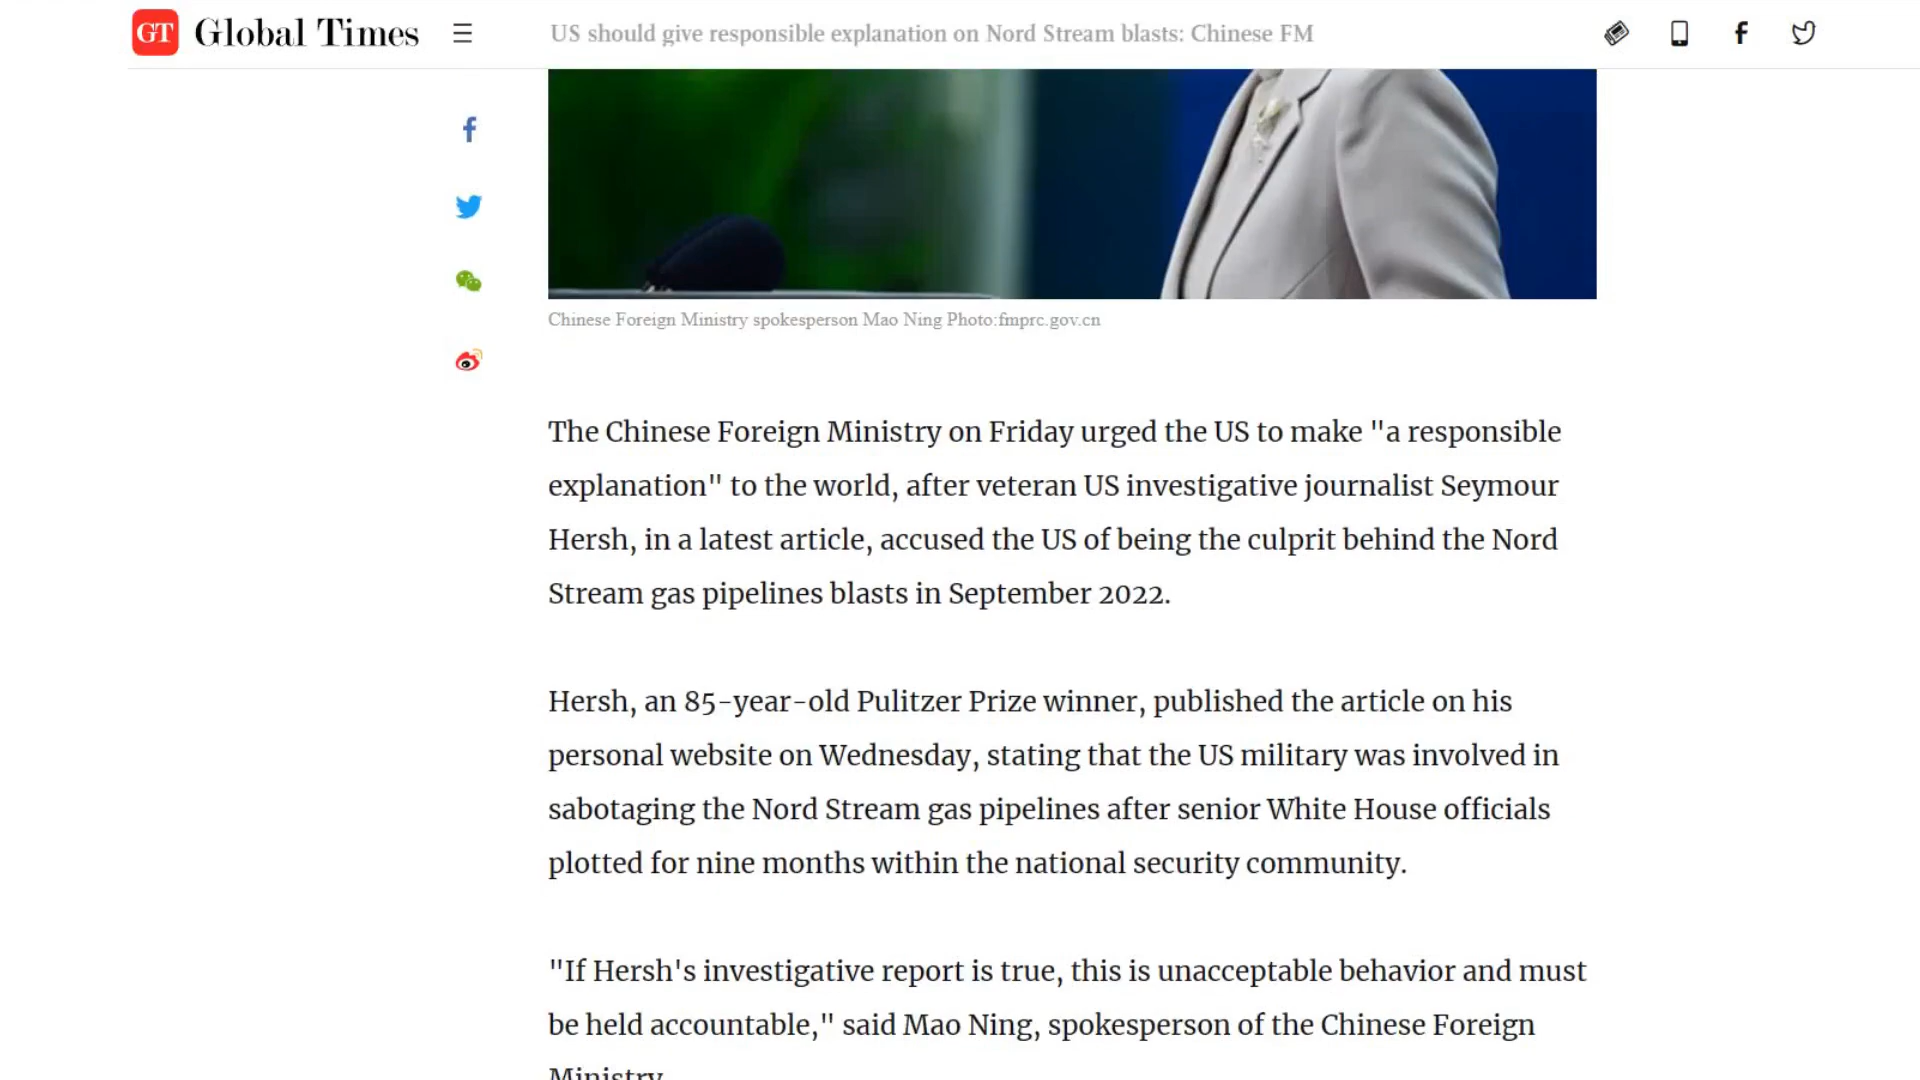 GT Global Times
US should give responsible explanation on Nord Stream blasts: Chinese FM
Chinese Foreign Ministry spokesperson Mao Ning Photo:fmprc.gov.cn
The Chinese Foreign Ministry on Friday urged the US to make "a responsible
explanation" to the world, after veteran US investigative journalist Seymour
Hersh, in a latest article, accused the US of being the culprit behind the Nord
Stream gas pipelines blasts in September 2022.
Hersh, an 85-year-old Pulitzer Prize winner, published the article on his
personal website on Wednesday, stating that the US military was involved in
sabotaging the Nord Stream gas pipelines after senior White House officials
plotted for nine months within the national security community.
"If Hersh's investigative report is true, this is unacceptable behavior and must
be held accountable," said Mao Ning, spokesperson of the Chinese Foreign
Ministry